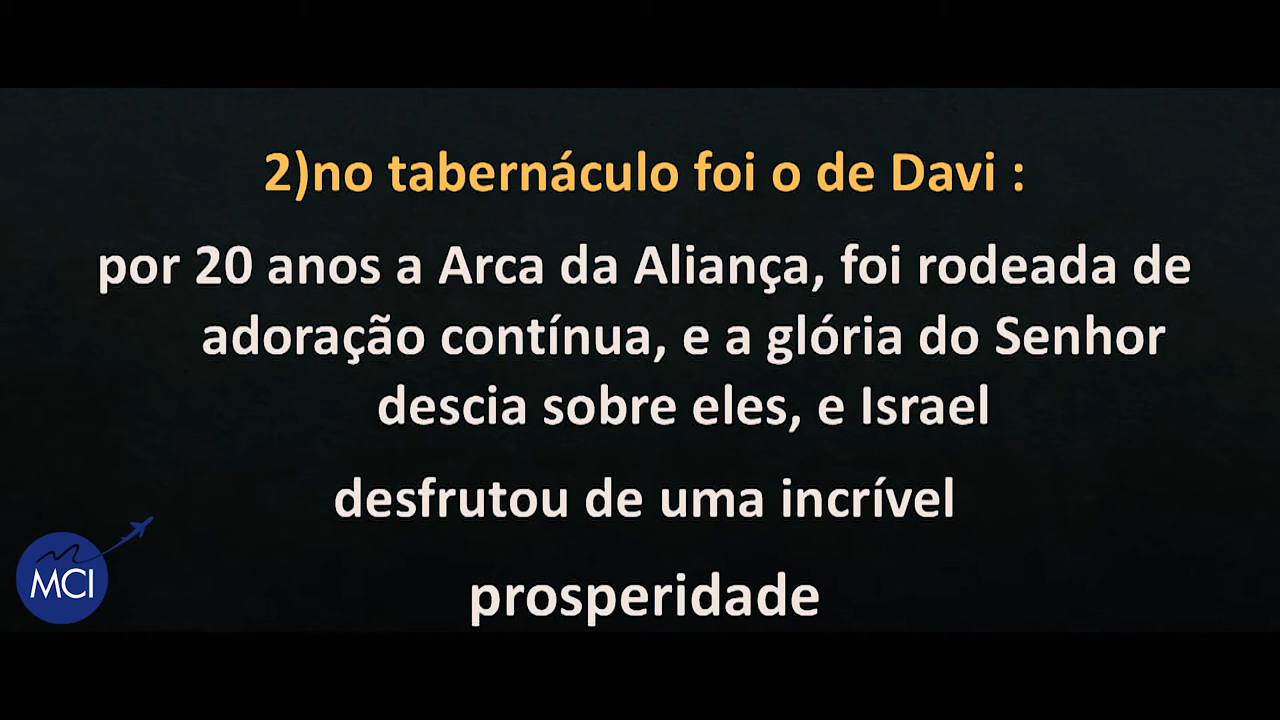 2)no tabernáculo foi o de Davi :
por 20 anos a Arca da Aliança, foi rodeada de
adoração contínua, e a glória do Senhor
descia sobre eles, e Israel
desfrutou de uma incrível
prosperidade
MCI